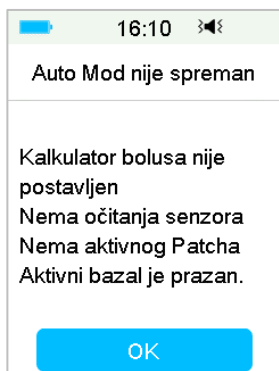 16:10
Auto Mod nije spreman
Kalkulator bolusa nije
postavljen
Nema očitanja senzora
Nema aktivnog Patcha
Aktivni bazal je prazan.
OK